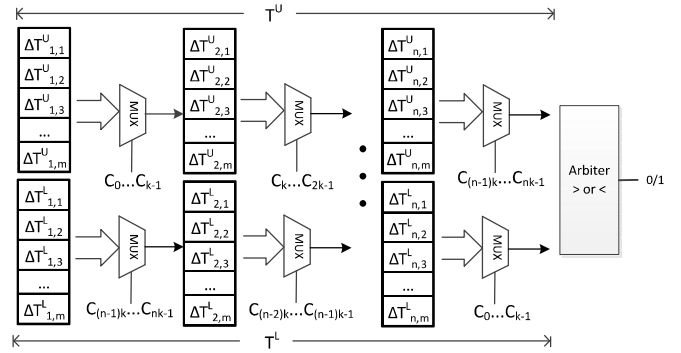 T^U
ΔT^U_1,1
ΔT^U_1,2
ΔT^U_1,3
...
ΔT^U_1,m
MUX
C_0...C_k-1
ΔT^U_2,1
ΔT^U_2,2
ΔT^U_2,3
...
ΔT^U_2,m
MUX
C_k...C_2k-1
ΔT^U_n,1
ΔT^U_n,2
ΔT^U_n,3
...
ΔT^U_n,m
MUX
C_(n-1)k...C_nk-1
ΔT^L_1,1
ΔT^L_1,2
ΔT^L_1,3
...
ΔT^L_1,m
MUX
C_(n-1)k...C_nk-1
ΔT^L_2,1
ΔT^L_2,2
ΔT^L_2,3
...
ΔT^L_2,m
MUX
C_(n-2)k...C_(n-1)k-1
ΔT^L_n,1
ΔT^L_n,2
ΔT^L_n,3
...
ΔT^L_n,m
MUX
C_0...C_k-1
Arbiter
> or <
0/1
T^L